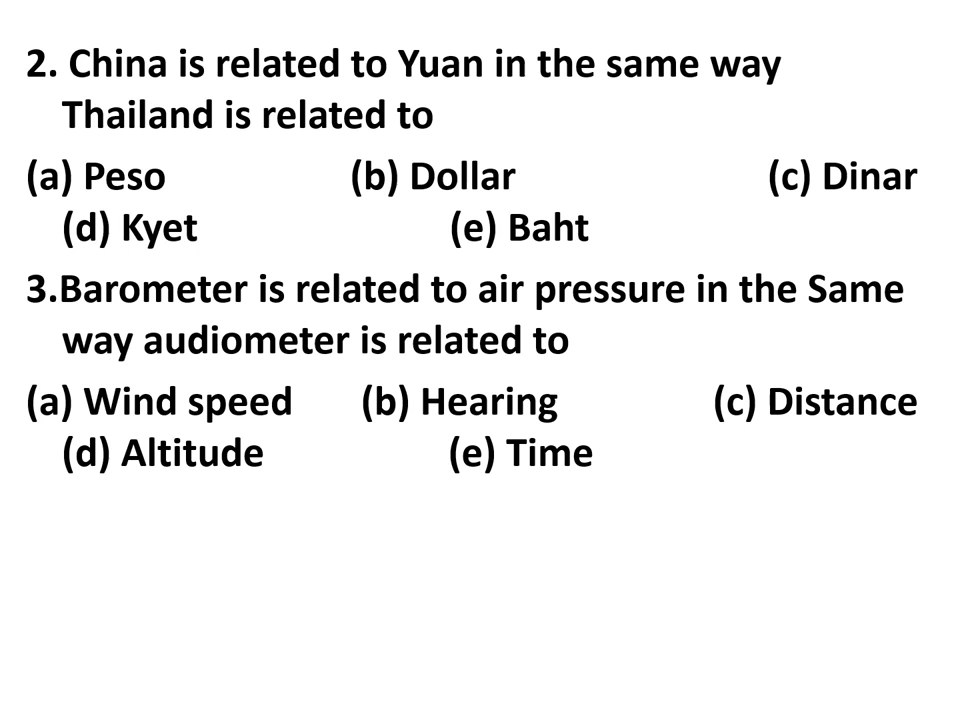 2. China is related to Yuan in the same way
Thailand is related to
(a) Peso (b) Dollar (c) Dinar
(d) Kyet (e) Baht
3.Barometer is related to air pressure in the Same
way audiometer is related to
(a) Wind speed (b) Hearing (c) Distance
(d) Altitude (e) Time